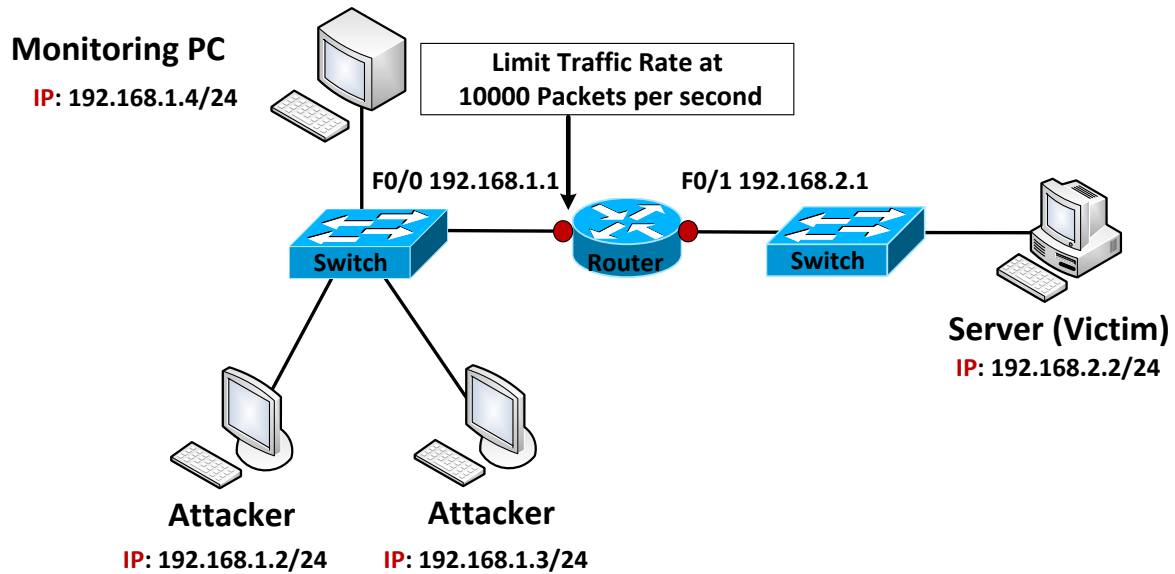 Monitoring PC
IP: 192.168.1.4/24
Limit Traffic Rate at
10000 Packets per second
F0/0 192.168.1.1
F0/1 192.168.2.1
Switch
Router
Switch
Server (Victim)
IP: 192.168.2.2/24
Attacker
IP: 192.168.1.2/24
Attacker
IP: 192.168.1.3/24